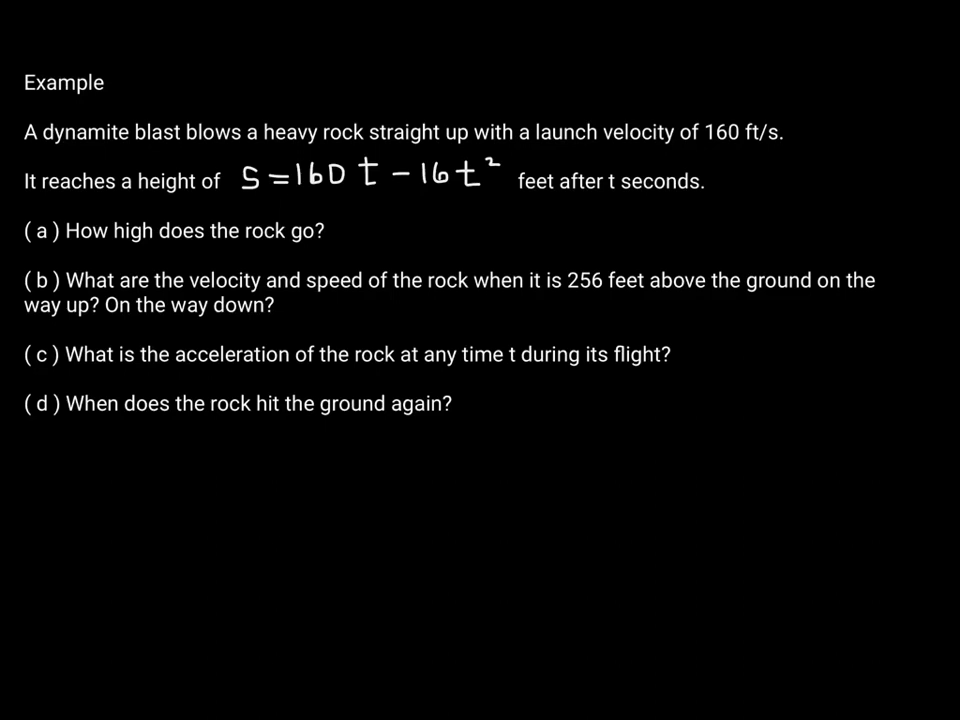 Example
A dynamite blast blows a heavy rock straight up with a launch velocity of 160 ft/s.
It reaches a height of s = 160 t - 16 t² feet after t seconds.
( a ) How high does the rock go?
( b ) What are the velocity and speed of the rock when it is 256 feet above the ground on the
way up? On the way down?
( c ) What is the acceleration of the rock at any time t during its flight?
( d ) When does the rock hit the ground again?